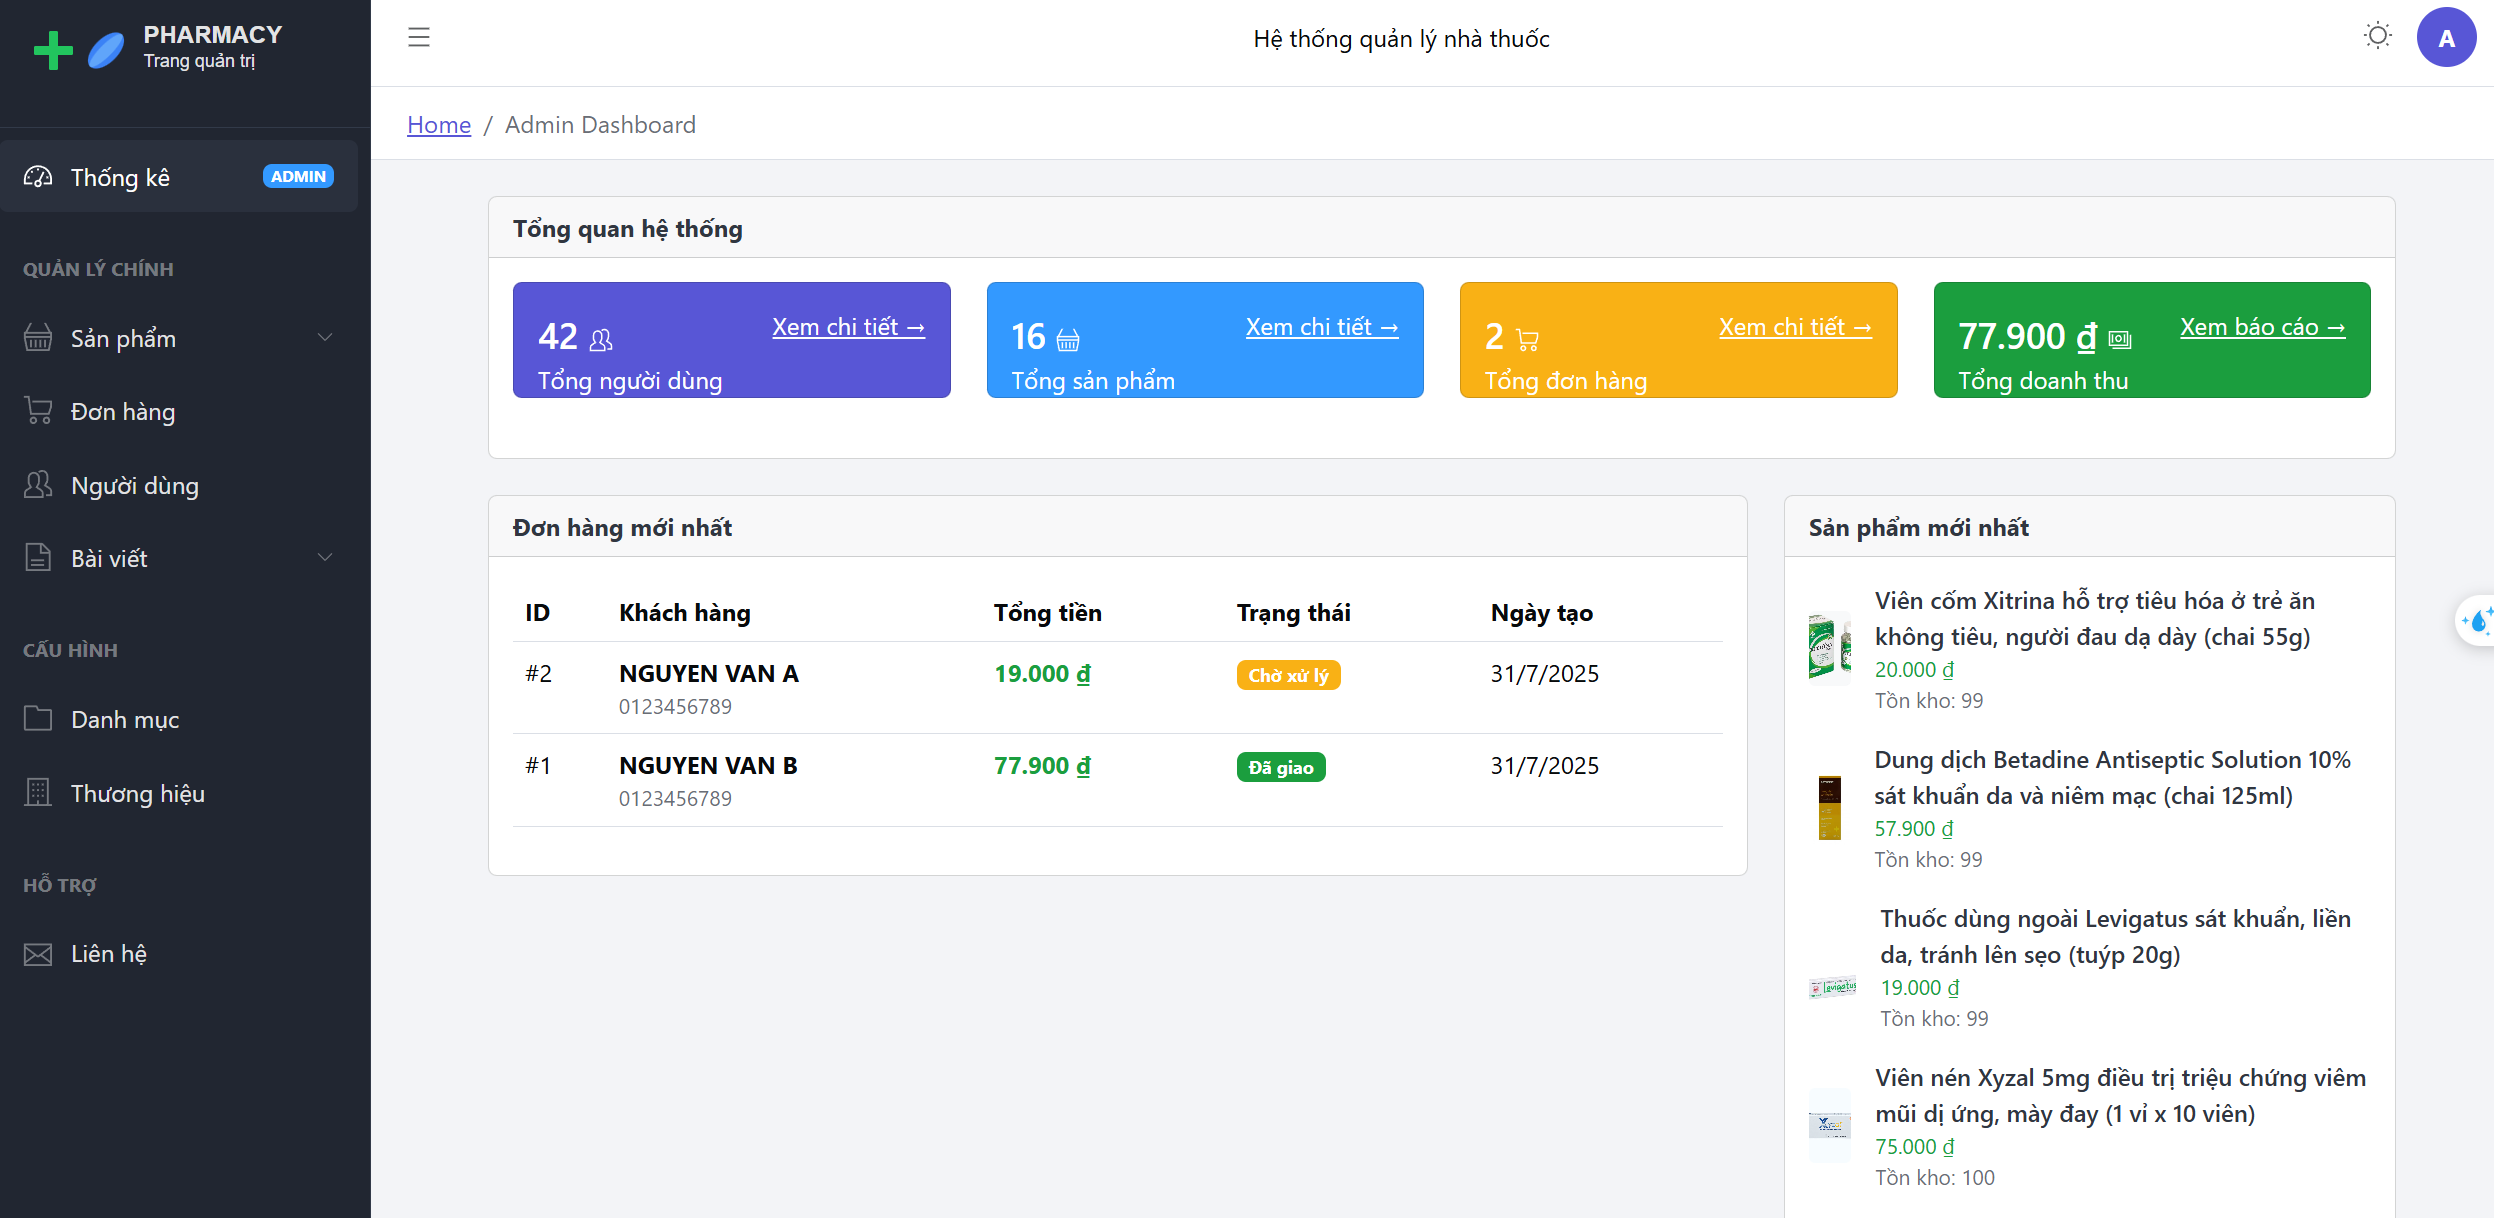 PHARMACY
Trang quản trị
Thống kê
ADMIN
QUẢN LÝ CHÍNH
Sản phẩm
Đơn hàng
Người dùng
Bài viết
CẤU HÌNH
Danh mục
Thương hiệu
HỖ TRỢ
Liên hệ
Hệ thống quản lý nhà thuốc
A
Home / Admin Dashboard
Tổng quan hệ thống
42
Xem chi tiết →
Tổng người dùng
16
Xem chi tiết →
Tổng sản phẩm
2
Xem chi tiết →
Tổng đơn hàng
77.900 ₫
Xem báo cáo →
Tổng doanh thu
Đơn hàng mới nhất
ID Khách hàng Tổng tiền Trạng thái Ngày tạo
#2 NGUYEN VAN A 19.000 ₫ Chờ xử lý 31/7/2025
0123456789
#1 NGUYEN VAN B 77.900 ₫ Đã giao 31/7/2025
0123456789
Sản phẩm mới nhất
Viên cốm Xitrina hỗ trợ tiêu hóa ở trẻ ăn
không tiêu, người đau dạ dày (chai 55g)
20.000 ₫
Tồn kho: 99
Dung dịch Betadine Antiseptic Solution 10%
sát khuẩn da và niêm mạc (chai 125ml)
57.900 ₫
Tồn kho: 99
Thuốc dùng ngoài Levigatus sát khuẩn, liền
da, tránh lên sẹo (tuýp 20g)
Levigatus
19.000 ₫
Tồn kho: 99
Viên nén Xyzal 5mg điều trị triệu chứng viêm
mũi dị ứng, mày đay (1 vỉ x 10 viên)
75.000 ₫
Tồn kho: 100